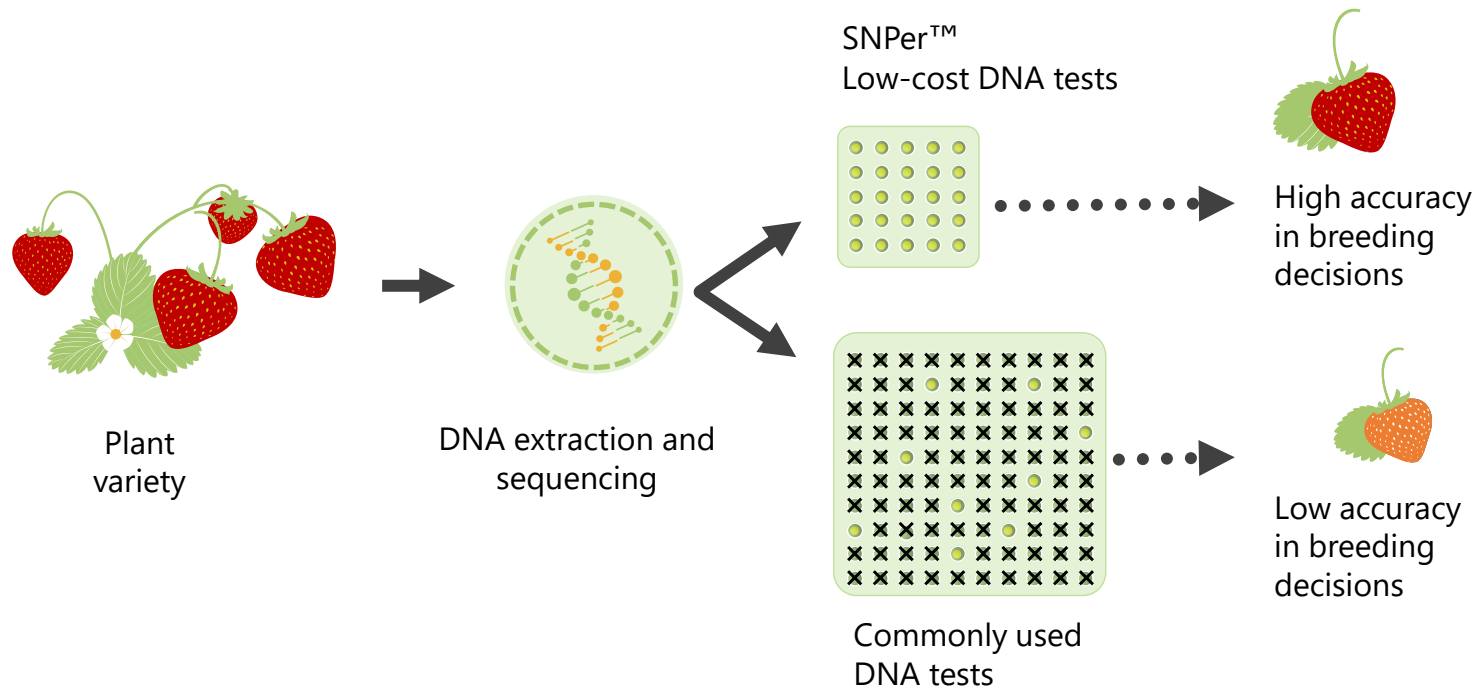 Plant
variety
DNA extraction and
sequencing
SNPer™
Low-cost DNA tests
High accuracy
in breeding
decisions
Commonly used
DNA tests
Low accuracy
in breeding
decisions